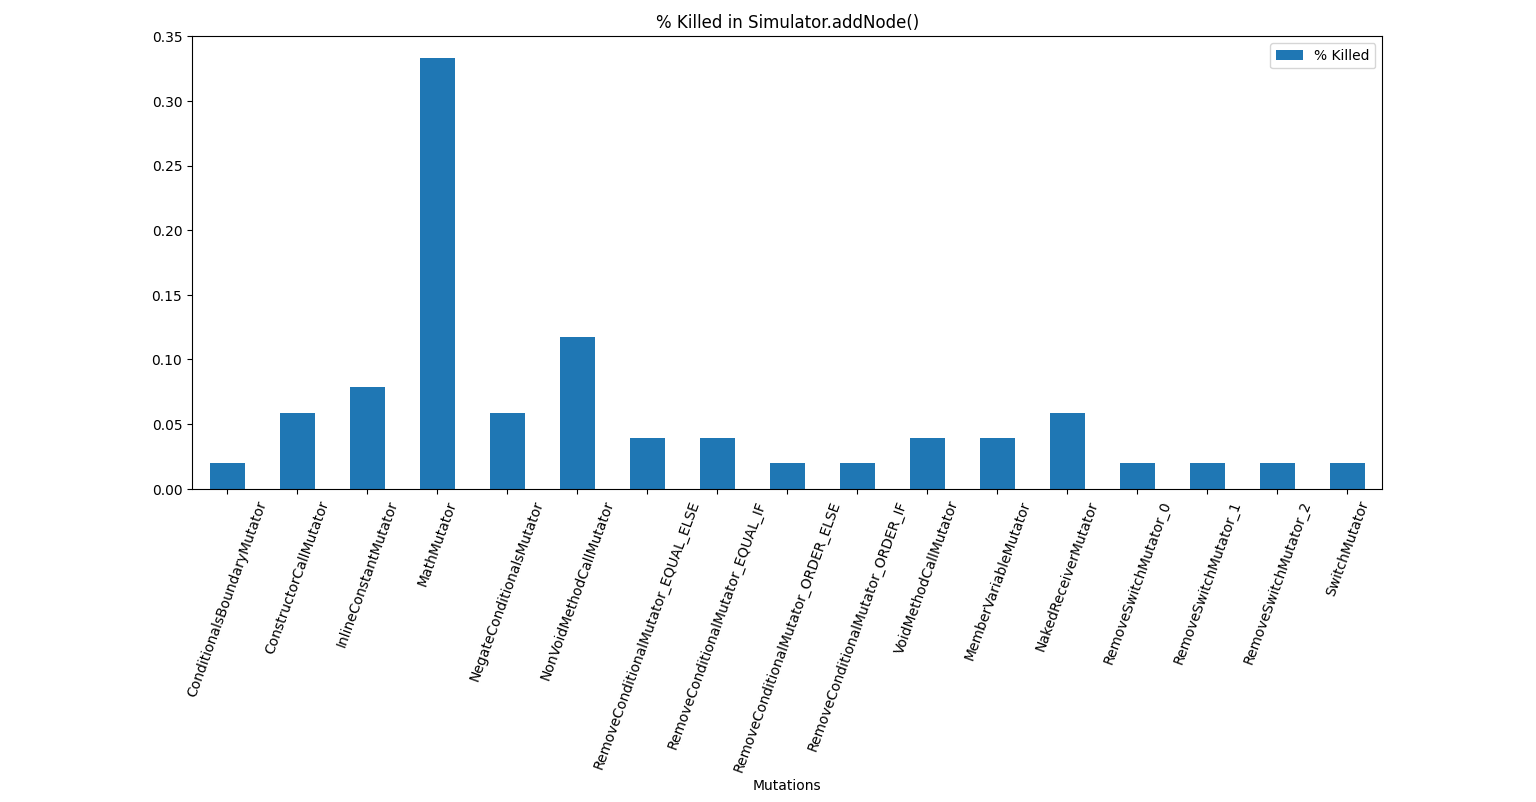 % Killed in Simulator.addNode()
% Killed
0.35
0.30
0.25
0.20
0.15
0.10
0.05
0.00
ConditionalsBoundaryMutator
ConstructorCallMutator
InlineConstantMutator
MathMutator
NegateConditionalsMutator
NonVoidMethodCallMutator
RemoveConditionalMutator_EQUAL_ELSE
RemoveConditionalMutator_EQUAL_IF
RemoveConditionalMutator_ORDER_ELSE
RemoveConditionalMutator_ORDER_IF
VoidMethodCallMutator
MemberVariableMutator
NakedReceiverMutator
RemoveSwitchMutator_0
RemoveSwitchMutator_1
RemoveSwitchMutator_2
SwitchMutator
Mutations